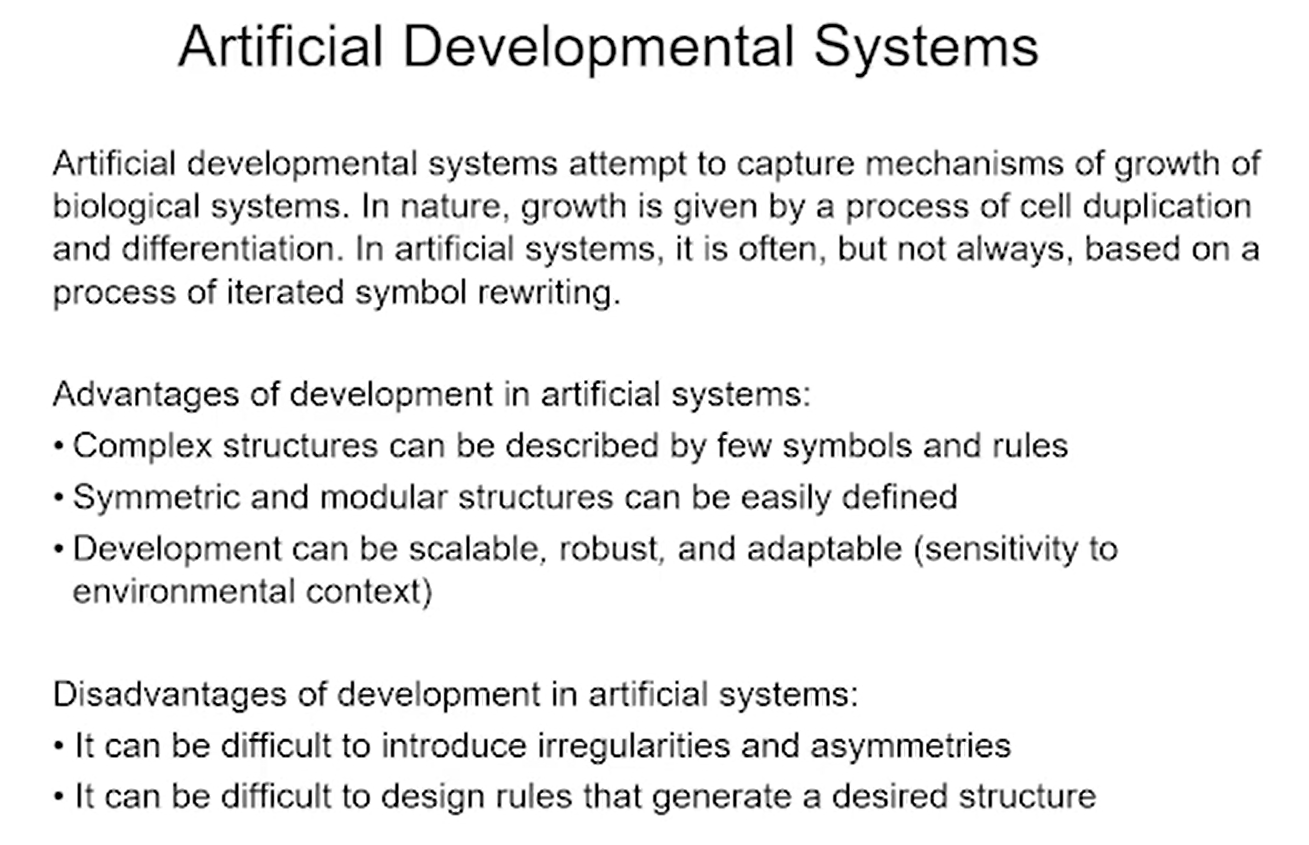 Artificial Developmental Systems
Artificial developmental systems attempt to capture mechanisms of growth of
biological systems. In nature, growth is given by a process of cell duplication
and differentiation. In artificial systems, it is often, but not always, based on a
process of iterated symbol rewriting.
Advantages of development in artificial systems:
• Complex structures can be described by few symbols and rules
• Symmetric and modular structures can be easily defined
• Development can be scalable, robust, and adaptable (sensitivity to
environmental context)
Disadvantages of development in artificial systems:
• It can be difficult to introduce irregularities and asymmetries
• It can be difficult to design rules that generate a desired structure